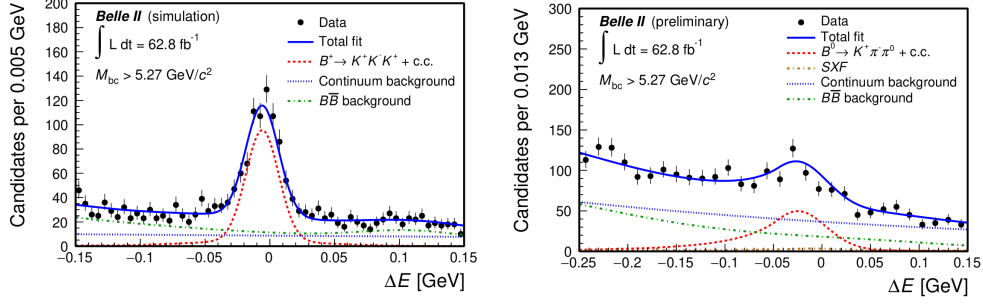 Belle II (simulation)
∫ L dt = 62.8 fb⁻¹
M_bc > 5.27 GeV/c²
Data
Total fit
B⁺→ K⁺K⁻K⁺ + c.c.
Continuum background
BB̅ background
Candidates per 0.005 GeV
200
180
160
140
120
100
80
60
40
20
0
−0.15 −0.1 −0.05 0 0.05 0.1 0.15
ΔE [GeV]
Belle II (preliminary)
∫ L dt = 62.8 fb⁻¹
M_bc > 5.27 GeV/c²
Data
Total fit
B⁰→ K⁺π⁻π⁰ + c.c.
SXF
Continuum background
BB̅ background
Candidates per 0.013 GeV
300
250
200
150
100
50
0
−0.25 −0.2 −0.15 −0.1 −0.05 0 0.05 0.1 0.15
ΔE [GeV]